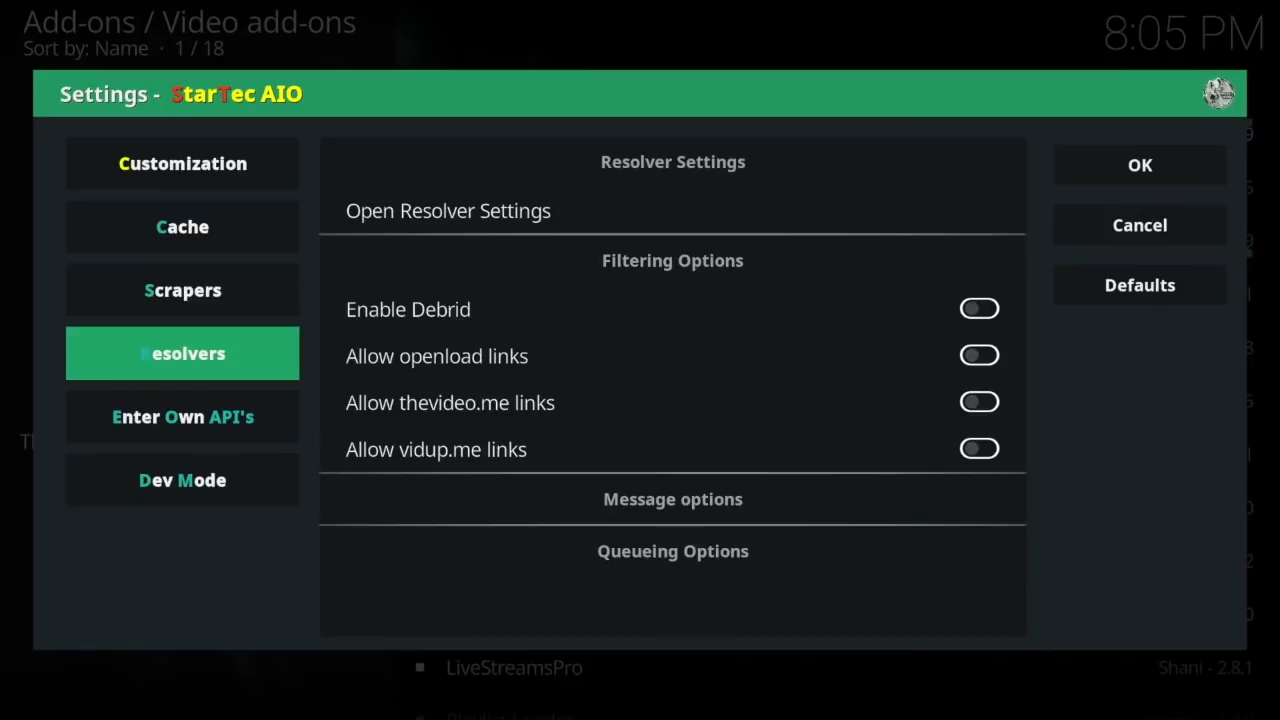 Add-ons / Video add-ons
Sort by: Name · 1 / 18
8:05 PM
Settings - StarTec AIO
Customization
Cache
Scrapers
Resolvers
Enter Own API's
Dev Mode
Resolver Settings
Open Resolver Settings
Filtering Options
Enable Debrid
Allow openload links
Allow thevideo.me links
Allow vidup.me links
Message options
Queueing Options
OK
Cancel
Defaults
LiveStreamsPro
Shani - 2.8.1